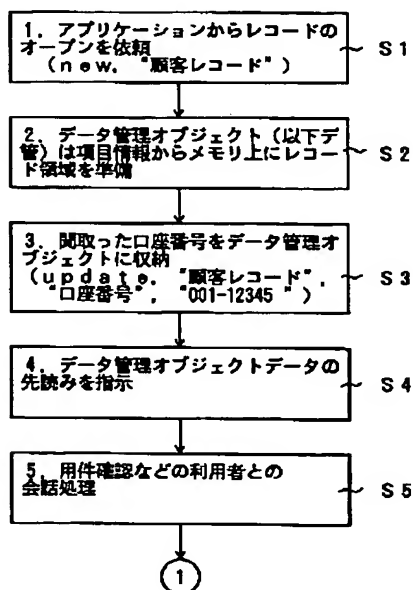 1. アプリケーションからレコードの
オープンを依頼
(new, "顧客レコード")
S1
2. データ管理オブジェクト(以下デ
管)は項目情報からメモリ上にレコー
ド領域を準備
S2
3. 聞取った口座番号をデータ管理オ
ブジェクトに収納
(update, "顧客レコード",
"口座番号", "001-12345 ")
S3
4. データ管理オブジェクトデータの
先読みを指示
S4
5. 用件確認などの利用者との
会話処理
S5
1